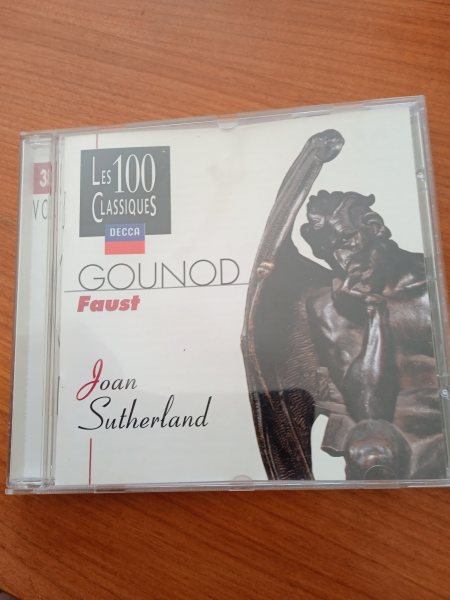 LES 100
CLASSIQUES
DECCA
GOUNOD
Faust
Joan
Sutherland